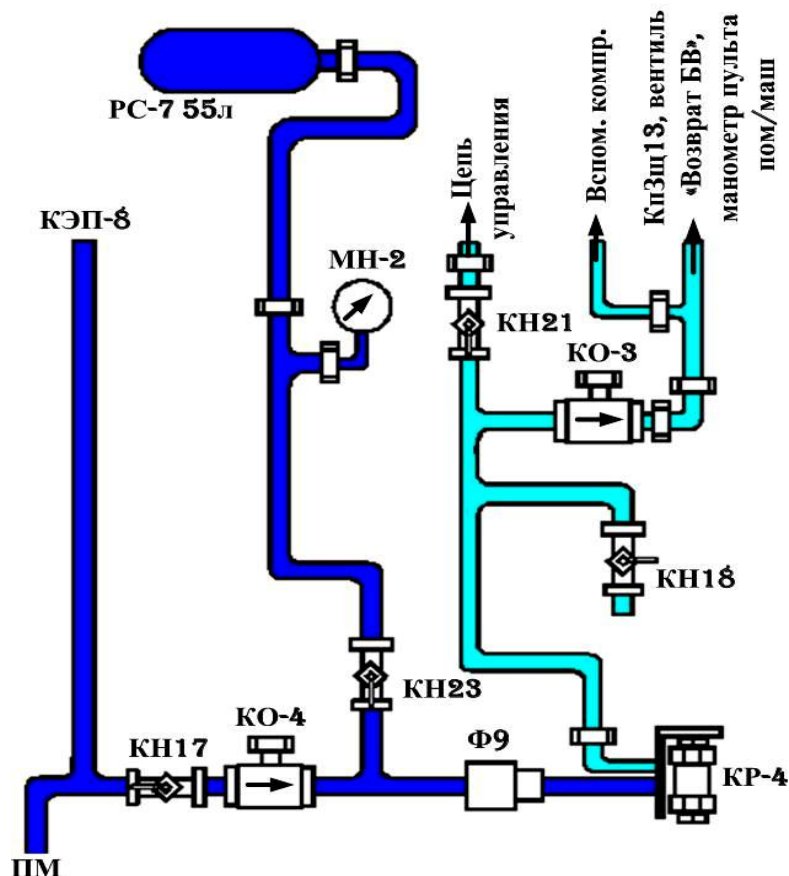 РС-7 55л
КЭП-8
МН-2
Цепь
управления
Вспом. компр.
КпЗщ13, вентиль
«Возврат БВ»,
манометр пульта
пом/маш
КН21
КО-3
КН18
КН23
КО-4
КН17
Ф9
КР-4
ПМ